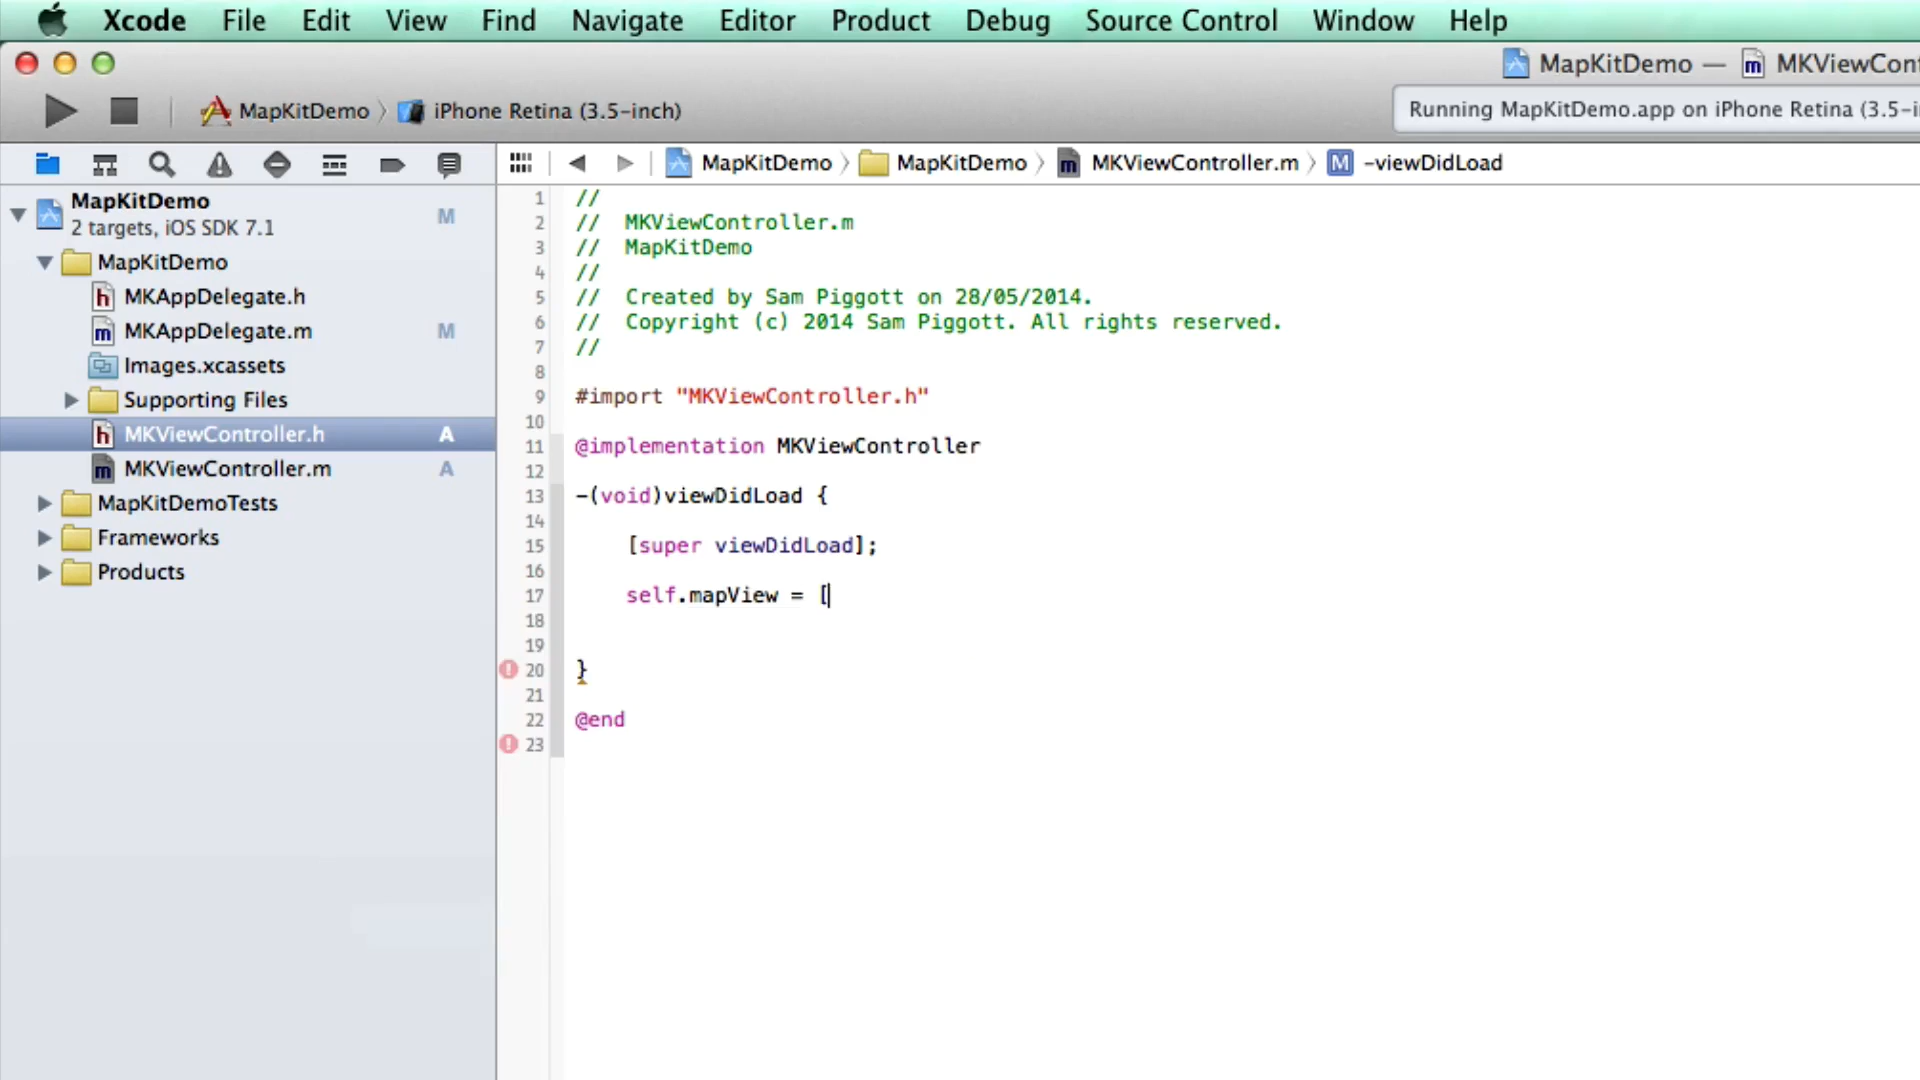 Xcode File Edit View Find Navigate Editor Product Debug Source Control Window Help
MapKitDemo — m MKViewCon
MapKitDemo iPhone Retina (3.5-inch)
Running MapKitDemo.app on iPhone Retina (3.5-i
MapKitDemo MapKitDemo m MKViewController.m M -viewDidLoad
MapKitDemo M
2 targets, iOS SDK 7.1
MapKitDemo
h MKAppDelegate.h
m MKAppDelegate.m M
Images.xcassets
Supporting Files
h MKViewController.h A
m MKViewController.m A
MapKitDemoTests
Frameworks
Products
1 //
2 // MKViewController.m
3 // MapKitDemo
4 //
5 // Created by Sam Piggott on 28/05/2014.
6 // Copyright (c) 2014 Sam Piggott. All rights reserved.
7 //
8
9 #import "MKViewController.h"
10
11 @implementation MKViewController
12
13 -(void)viewDidLoad {
14
15 [super viewDidLoad];
16
17 self.mapView = [
18
19
20 }
21
22 @end
23